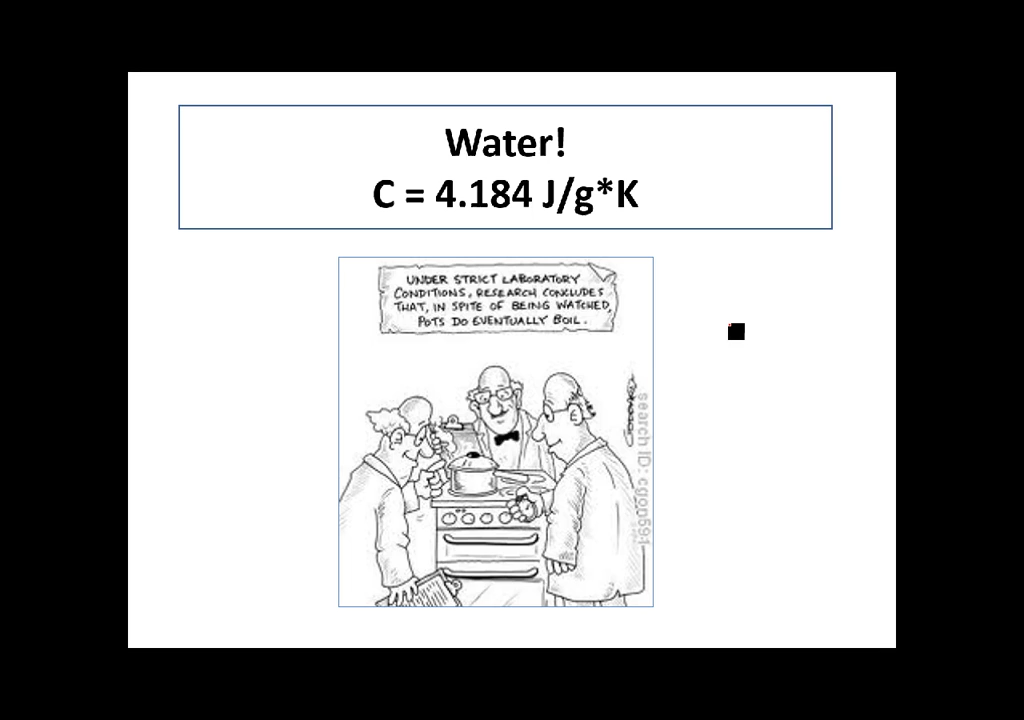 Water!
C = 4.184 J/g*K
UNDER STRICT LABORATORY
CONDITIONS, RESEARCH CONCLUDES
THAT, IN SPITE OF BEING WATCHED,
POTS DO EVENTUALLY BOIL.
search ID: cgon591